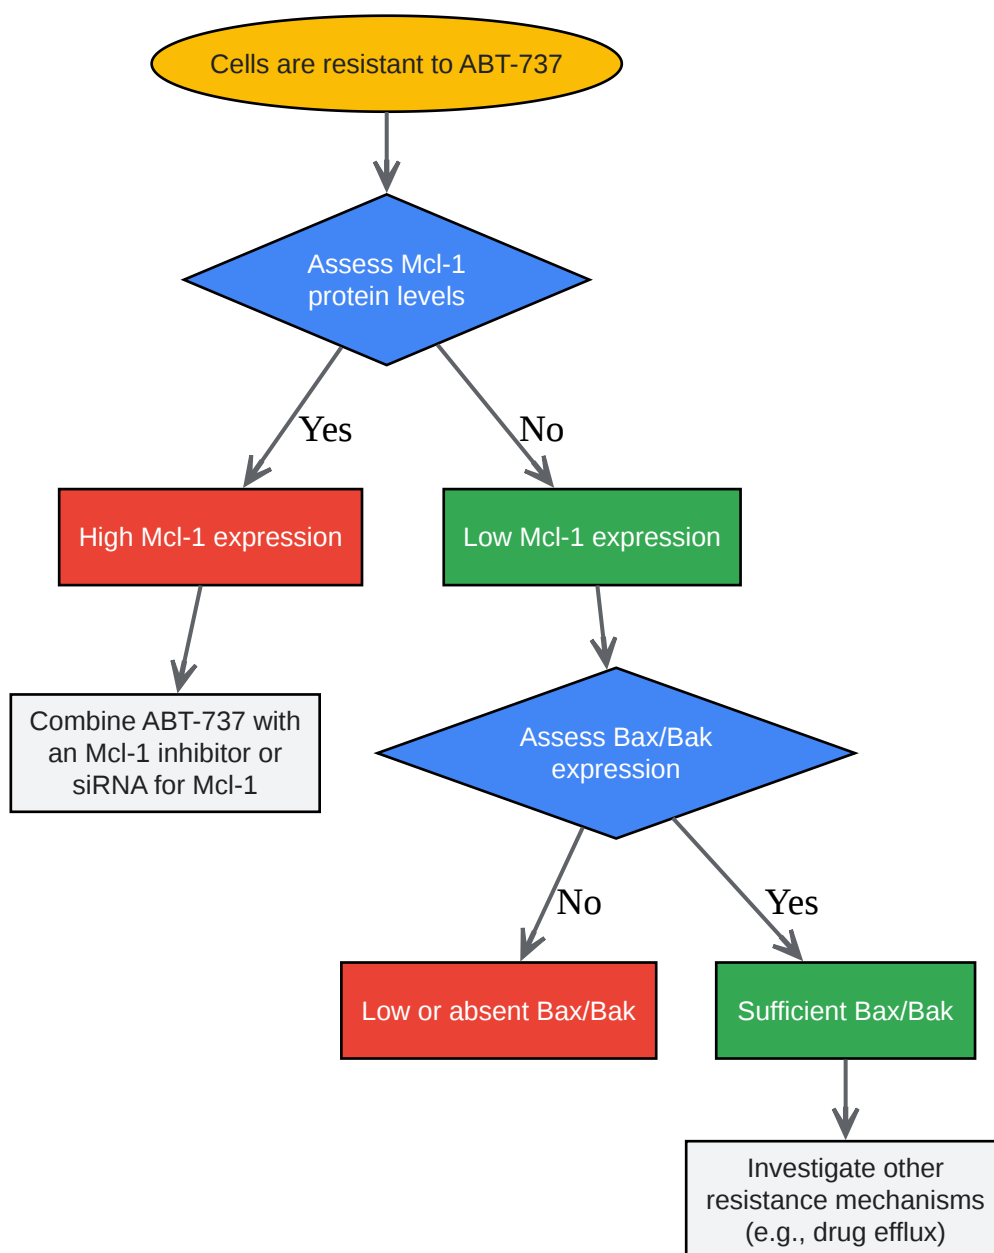 Cells are resistant to ABT-737
Assess Mcl-1
protein levels
Yes
No
High Mcl-1 expression
Low Mcl-1 expression
Combine ABT-737 with
an Mcl-1 inhibitor or
siRNA for Mcl-1
Assess Bax/Bak
expression
No
Yes
Low or absent Bax/Bak
Sufficient Bax/Bak
Investigate other
resistance mechanisms
(e.g., drug efflux)